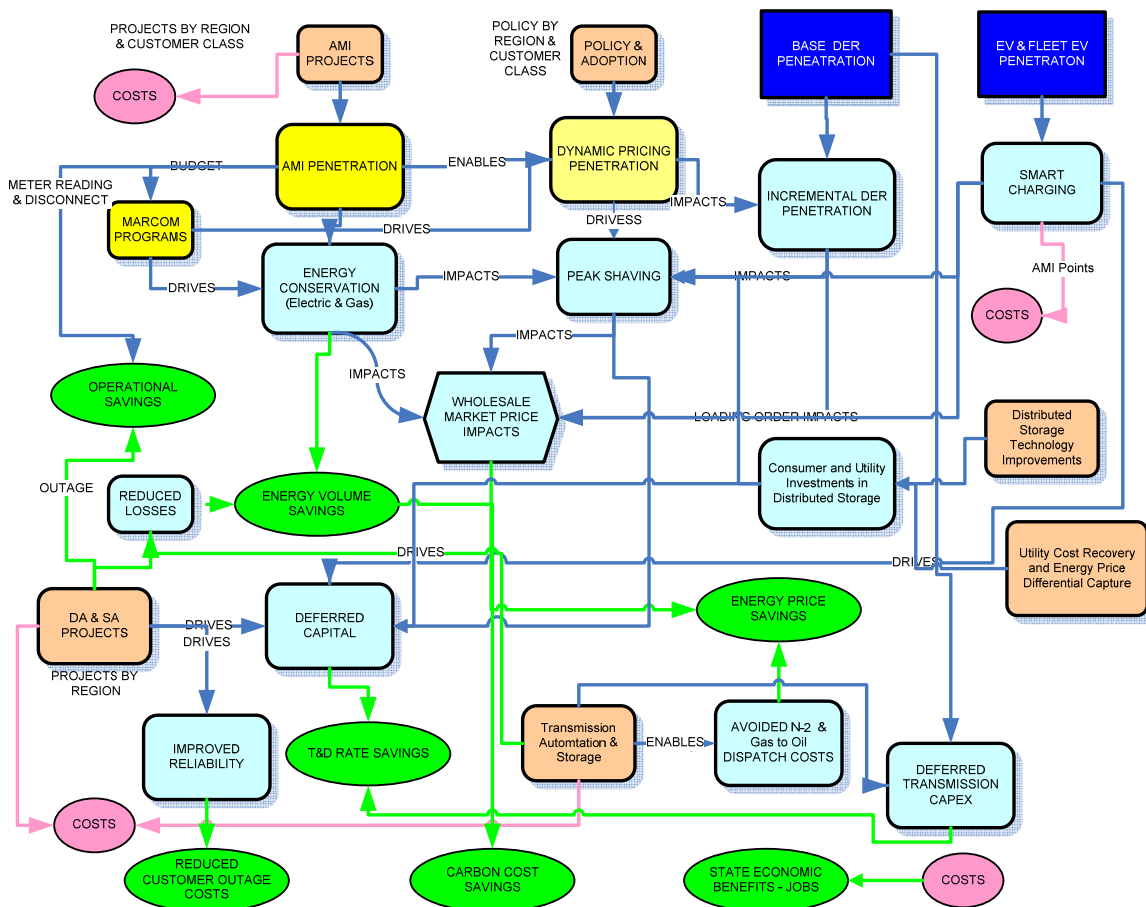 PROJECTS BY REGION
& CUSTOMER CLASS
AMI
PROJECTS
POLICY BY
REGION &
CUSTOMER
CLASS
POLICY &
ADOPTION
BASE DER
PENEATRATION
EV & FLEET EV
PENETRATON
COSTS
BUDGET
AMI PENETRATION
ENABLES
DYNAMIC PRICING
PENETRATION
METER READING
& DISCONNECT
IMPACTS
INCREMENTAL DER
PENETRATION
SMART
CHARGING
MARCOM
PROGRAMS
DRIVES
DRIVESS
AMI Points
DRIVES
ENERGY
CONSERVATION
(Electric & Gas)
IMPACTS
PEAK SHAVING
IMPACTS
COSTS
IMPACTS
IMPACTS
OPERATIONAL
SAVINGS
WHOLESALE
MARKET PRICE
IMPACTS
LOADING ORDER IMPACTS
Distributed
Storage
Technology
Improvements
OUTAGE
REDUCED
LOSSES
ENERGY VOLUME
SAVINGS
Consumer and Utility
Investments in
Distributed Storage
DRIVES
DRIVES
Utility Cost Recovery
and Energy Price
Differential Capture
DA & SA
PROJECTS
DRIVES
DRIVES
DEFERRED
CAPITAL
ENERGY PRICE
SAVINGS
PROJECTS BY
REGION
IMPROVED
RELIABILITY
T&D RATE SAVINGS
Transmission
Automtation &
Storage
ENABLES
AVOIDED N-2 &
Gas to Oil
DISPATCH COSTS
DEFERRED
TRANSMISSION
CAPEX
COSTS
REDUCED
CUSTOMER OUTAGE
COSTS
CARBON COST
SAVINGS
STATE ECONOMIC
BENEFITS - JOBS
COSTS